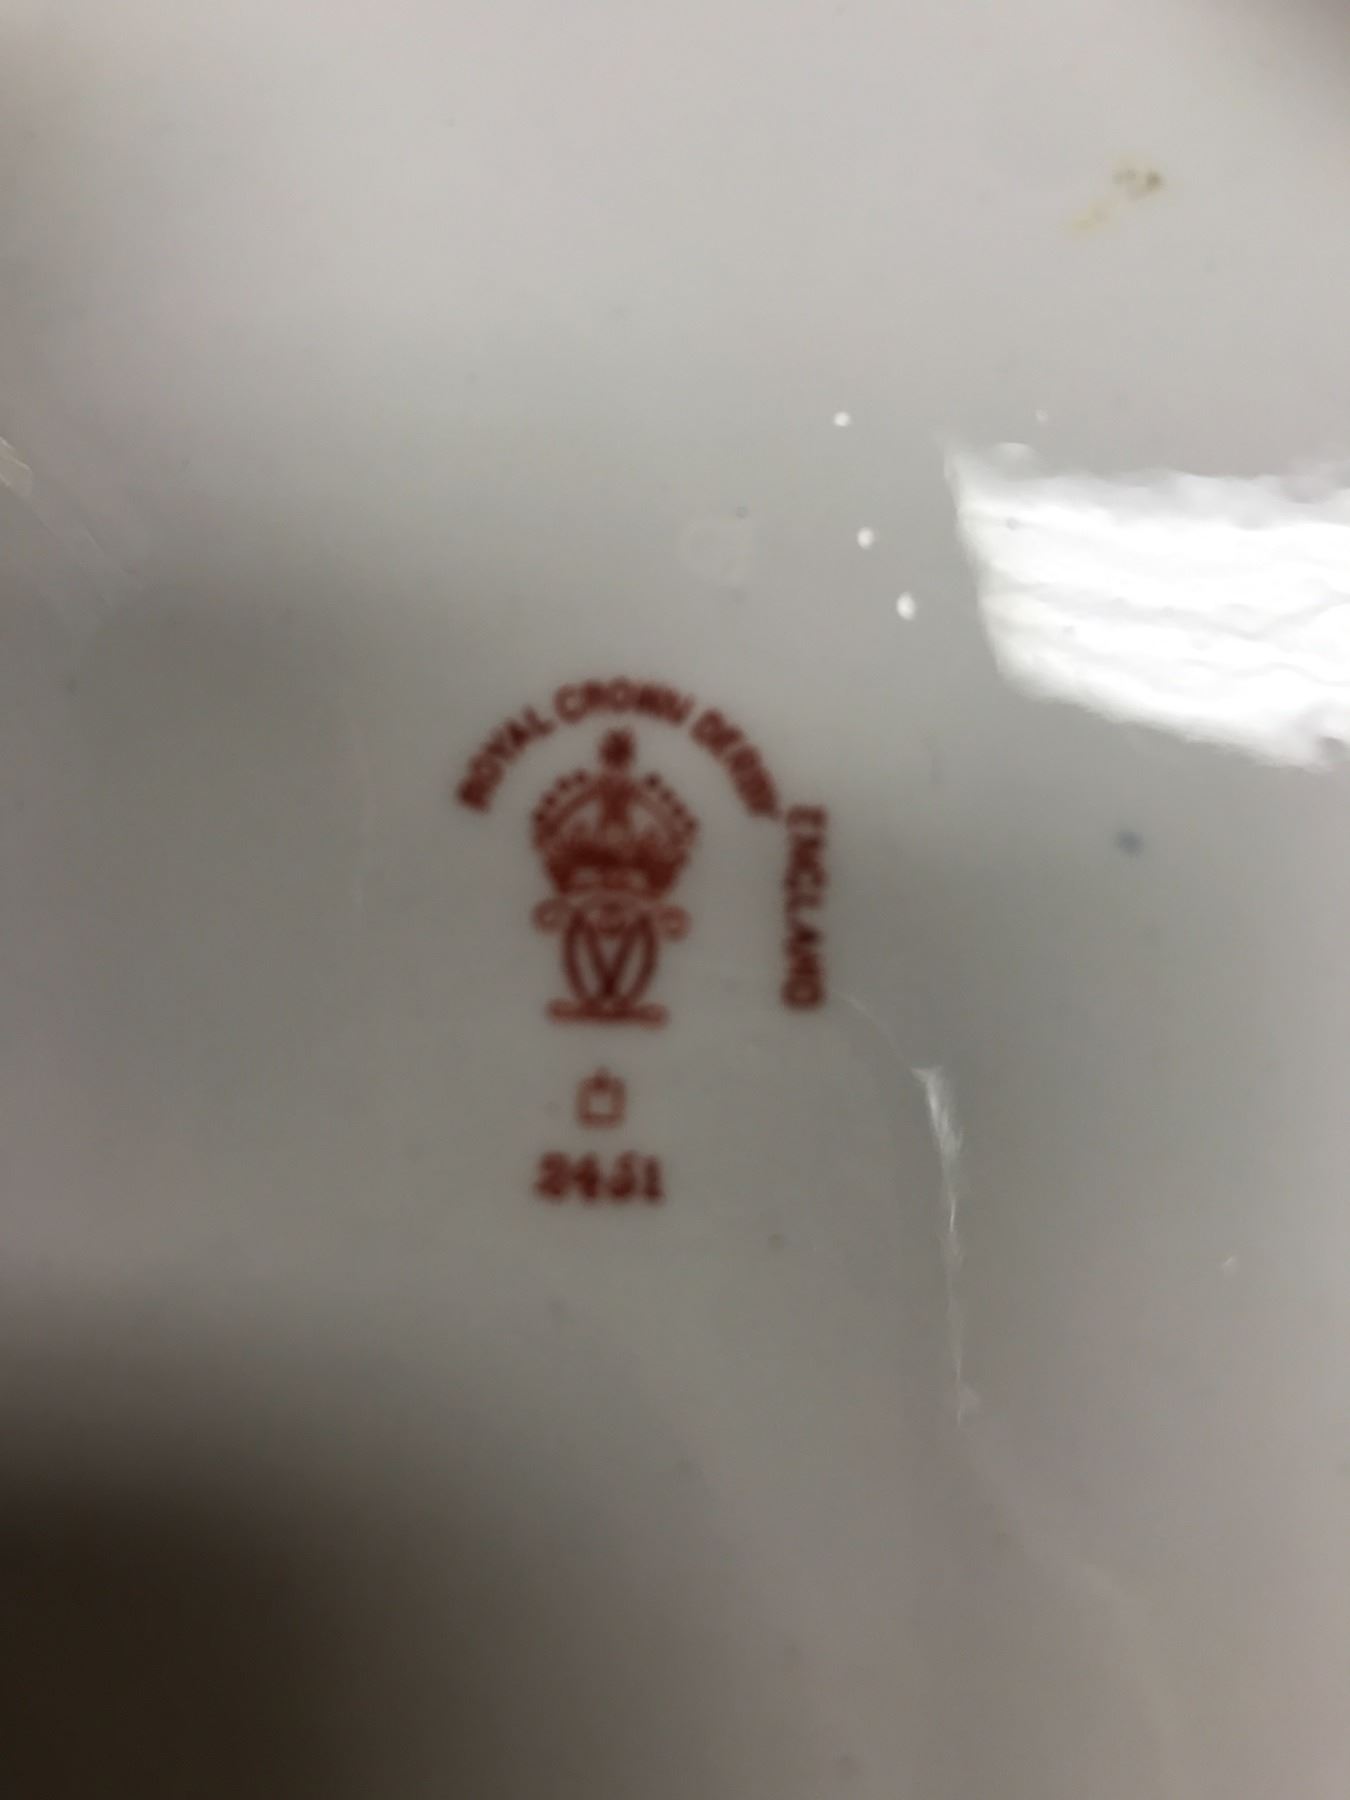 ROYAL CROWN DERBY
ENGLAND
2451